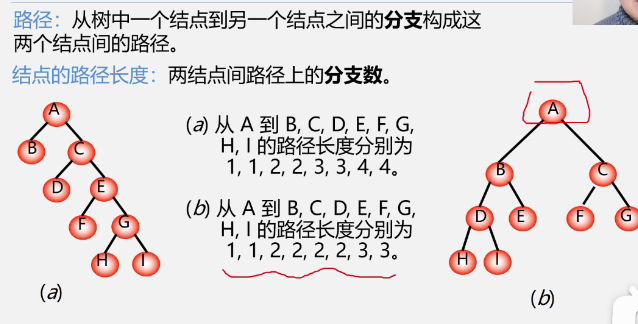 路径：从树中一个结点到另一个结点之间的分支构成这
两个结点间的路径。
结点的路径长度：两结点间路径上的分支数。
(a) 从 A 到 B, C, D, E, F, G,
H, I 的路径长度分别为
1, 1, 2, 2, 3, 3, 4, 4。
(b) 从 A 到 B, C, D, E, F, G,
H, I 的路径长度分别为
1, 1, 2, 2, 2, 2, 3, 3。
A
B C
D E
F G
H I
(a)
A
B C
D E F G
H I
(b)